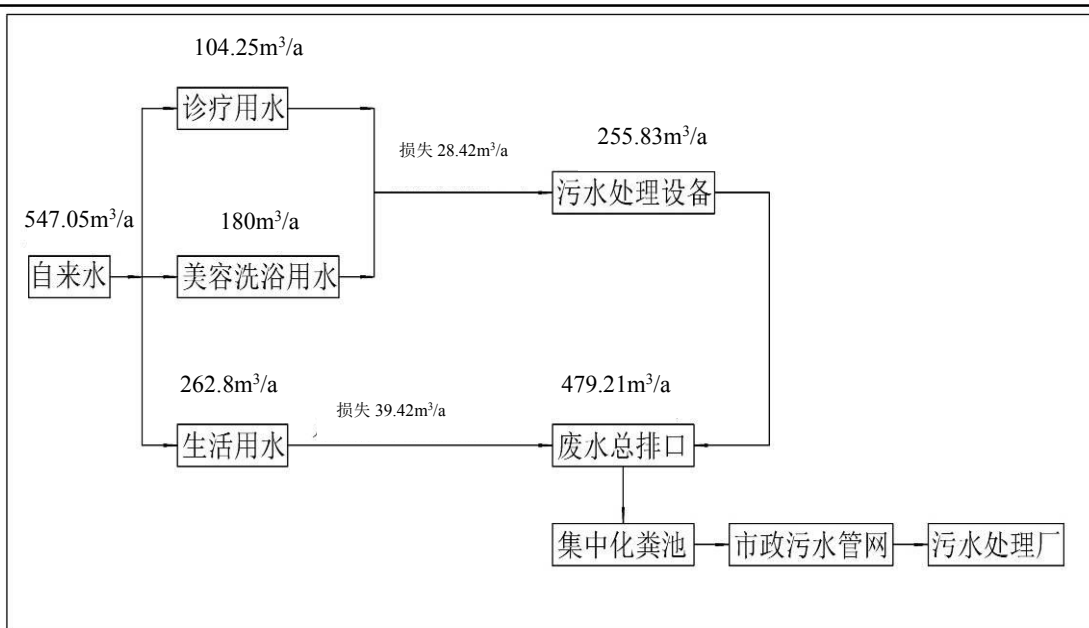 104.25m³/a
诊疗用水
损失 28.42m³/a
255.83m³/a
污水处理设备
547.05m³/a
180m³/a
自来水
美容洗浴用水
262.8m³/a
479.21m³/a
损失 39.42m³/a
生活用水
废水总排口
集中化粪池
市政污水管网
污水处理厂